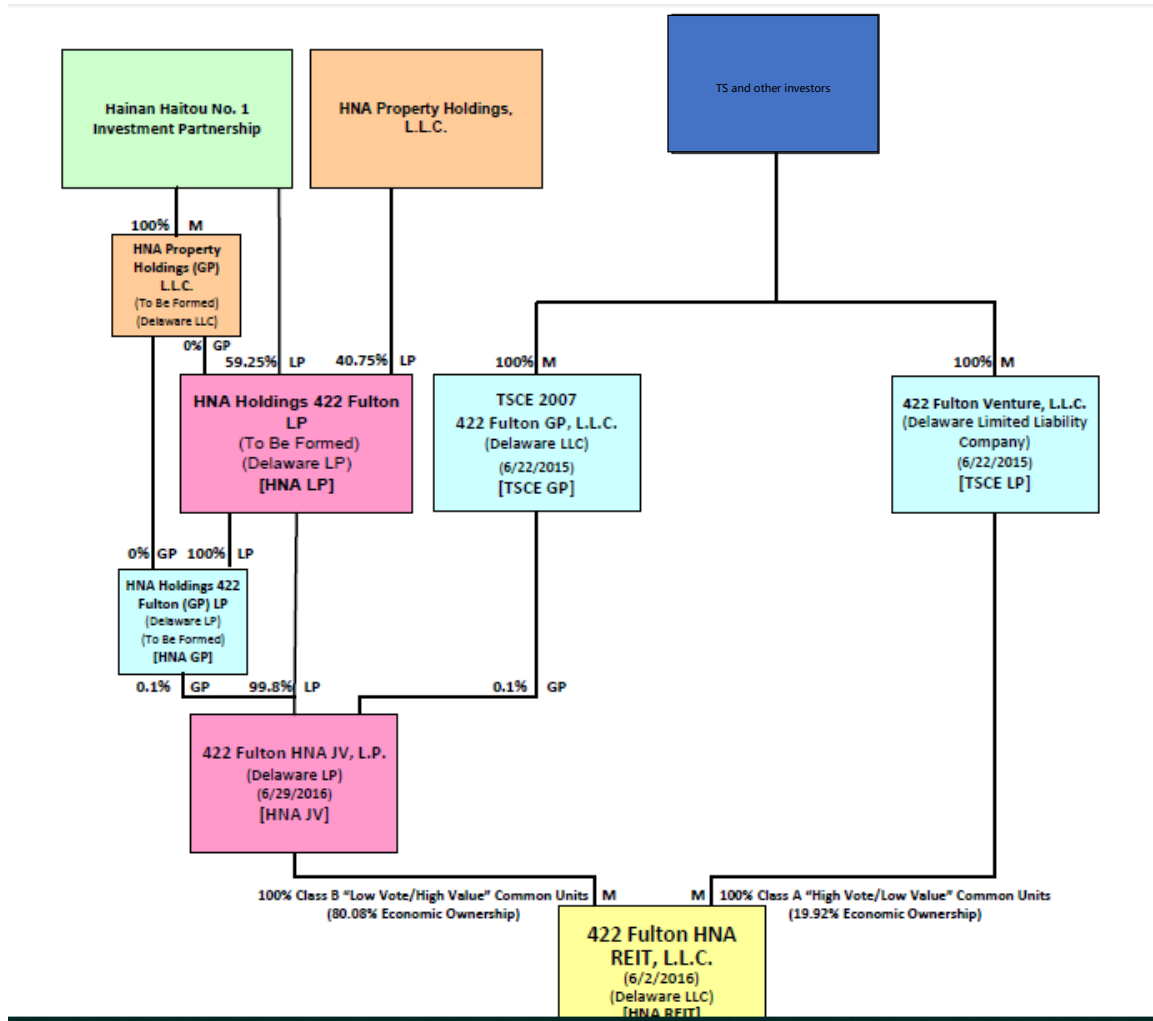 Hainan Haitou No. 1
Investment Partnership
HNA Property Holdings,
L.L.C.
TS and other investors
100% M
HNA Property
Holdings (GP)
L.L.C.
(To Be Formed)
(Delaware LLC)
0% GP
59.25% LP
40.75% LP
100% M
100% M
HNA Holdings 422 Fulton
LP
(To Be Formed)
(Delaware LP)
[HNA LP]
TSCE 2007
422 Fulton GP, L.L.C.
(Delaware LLC)
(6/22/2015)
[TSCE GP]
422 Fulton Venture, L.L.C.
(Delaware Limited Liability
Company)
(6/22/2015)
[TSCE LP]
0% GP
100% LP
HNA Holdings 422
Fulton (GP) LP
(Delaware LP)
(To Be Formed)
[HNA GP]
0.1% GP
99.8% LP
0.1% GP
422 Fulton HNA JV, L.P.
(Delaware LP)
(6/29/2016)
[HNA JV]
100% Class B “Low Vote/High Value” Common Units M
(80.08% Economic Ownership)
M 100% Class A “High Vote/Low Value” Common Units
(19.92% Economic Ownership)
422 Fulton HNA
REIT, L.L.C.
(6/2/2016)
(Delaware LLC)
[HNA REIT]